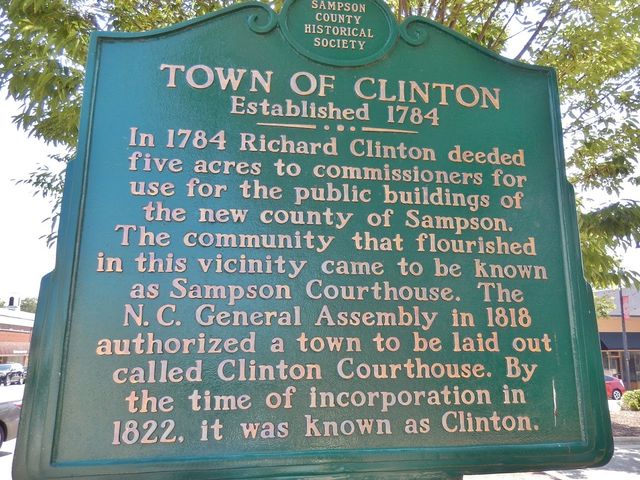 SAMPSON
COUNTY
HISTORICAL
SOCIETY
TOWN OF CLINTON
Established 1784
In 1784 Richard Clinton deeded
five acres to commissioners for
use for the public buildings of
the new county of Sampson.
The community that flourished
in this vicinity came to be known
as Sampson Courthouse. The
N.C. General Assembly in 1818
authorized a town to be laid out
called Clinton Courthouse. By
the time of incorporation in
1822, it was known as Clinton.